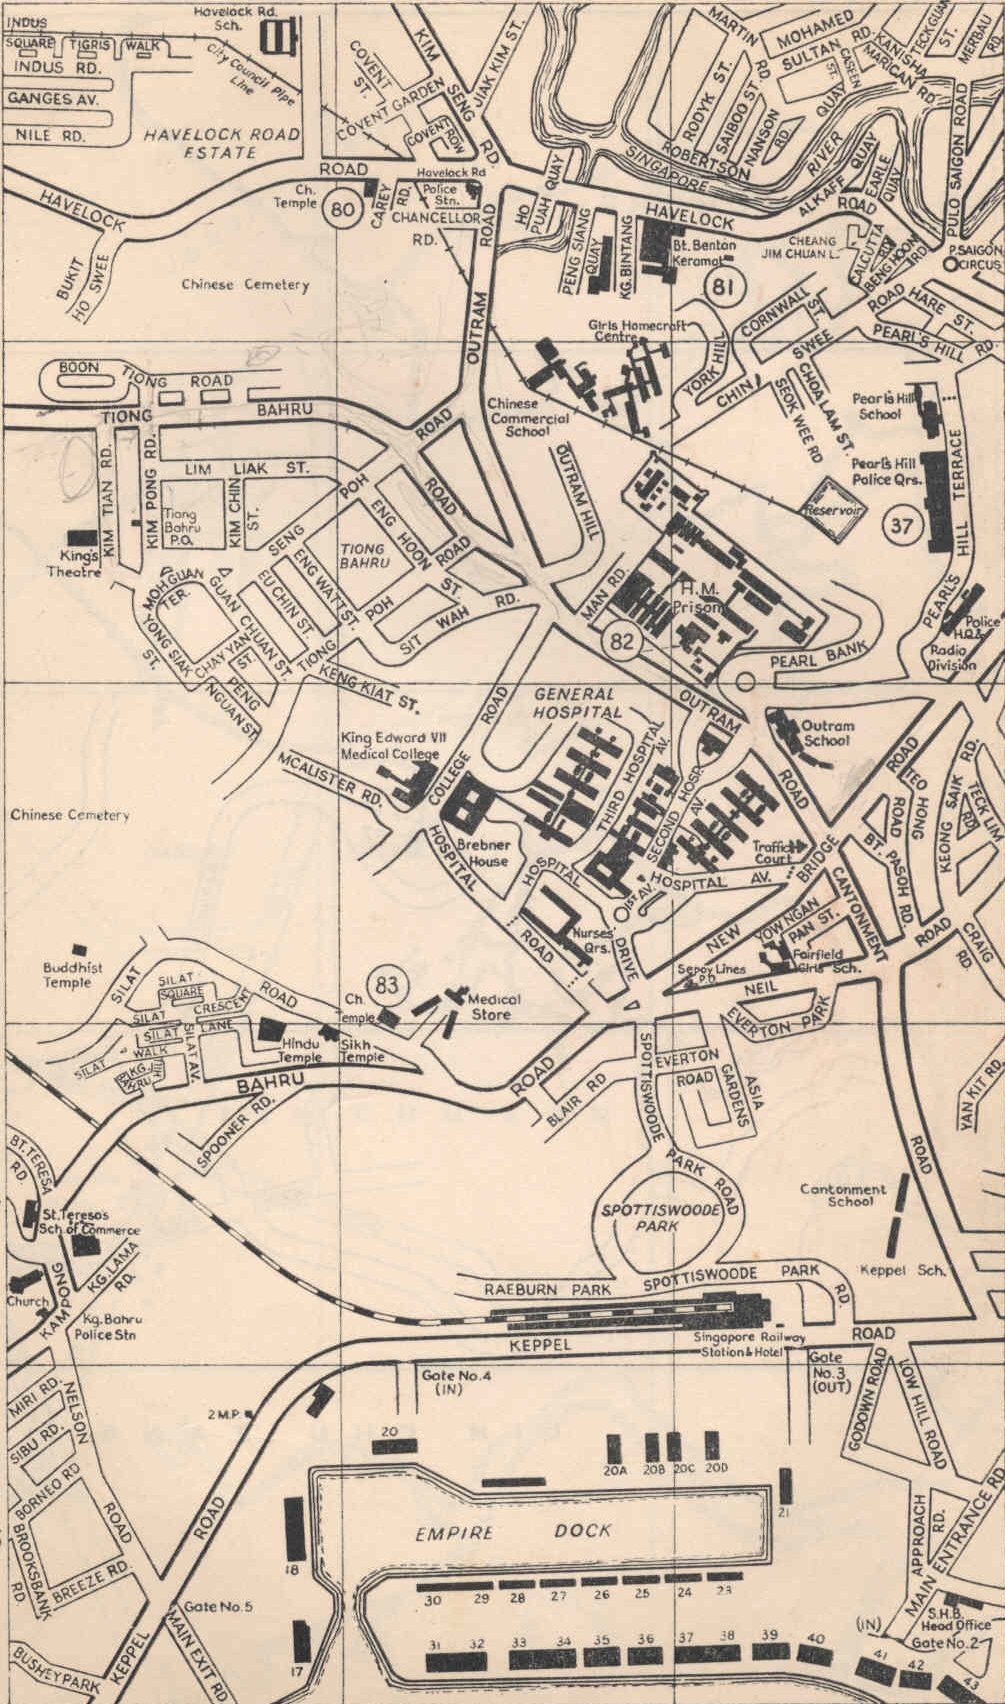 INDUS
SQUARE
TIGRIS
WALK
INDUS RD.
GANGES AV.
NILE RD.
Havelock Rd.
Sch.
City Council Pipe
Line
HAVELOCK ROAD
ESTATE
COVENT
ST.
COVENT GARDEN
COVENT
ROW
KIM
SENG
RD.
JIAK KIM ST.
MARTIN
RD
MOHAMED
SULTAN RD.
KANISHA
MARICAN RD.
TECKGUAN
ST.
MERBAU
RD.
CASEEN
ST.
RODYK ST.
SAIBOO ST.
NANSON
RD.
ROBERTSON
QUAY
SINGAPORE
RIVER
ALKAFF
QUAY
EARLE
QUAY
PULO SAIGON ROAD
P.SAIGON
CIRCUS
HAVELOCK
ROAD
Ch.
Temple
80
CAREY
RD.
Havelock Rd
Police
Stn.
CHANCELLOR
RD.
HO
PUAH
QUAY
PENG SIANG
QUAY
KG. BINTANG
HAVELOCK
ROAD
Bt. Benton
Keramat
81
CHEANG
JIM CHUAN L.
CALCUTTA
RD.
BENG HOON
RD.
BUKIT
HO SWEE
Chinese Cemetery
OUTRAM
ROAD
Girls Homecraft
Centre
YORK HILL
CORNWALL
ST.
CHIN
SWEE
ROAD
HARE ST.
PEARL'S HILL RD.
CHOA LAM ST.
SEOK WEE RD
BOON
TIONG
ROAD
TIONG
BAHRU
ROAD
Chinese
Commercial
School
Pearl's Hill
School
Pearl's Hill
Police Qrs.
Reservoir
37
PEARL'S
HILL
TERRACE
KIM TIAN RD.
KIM PONG RD.
LIM LIAK ST.
Tiong
Bahru
P.O.
KIM CHIN
ST.
King's
Theatre
SENG
POH
ROAD
ENG HOON
ST.
TIONG
BAHRU
ENG WATT ST.
EU CHIN ST.
TIONG
POH
ROAD
SIT
WAH
RD.
OUTRAM HILL
MAN RD.
H.M.
Prison
82
PEARL BANK
Police
H.Q.&
Radio
Division
MOH GUAN
TER.
GUAN
CHUAN ST.
YONG SIAK
ST.
CHAY YAN
ST.
PENG
NGUAN ST.
KENG KIAT ST.
GENERAL
HOSPITAL
OUTRAM
ROAD
Outram
School
King Edward VII
Medical College
MCALISTER RD.
COLLEGE
ROAD
Brebner
House
THIRD HOSPITAL
AV.
SECOND HOSP.
AV
1ST AV.
HOSPITAL AV.
HOSPITAL
DRIVE
Traffic
Court
NEW
BRIDGE
ROAD
TEO
HONG
ROAD
BT. PASOH RD.
KEONG SAIK
RD.
TECK LIM
RD.
CRAIG
RD.
Chinese Cemetery
HOSPITAL
ROAD
Nurses'
Qrs.
YOW NGAN
PAN ST.
CANTONMENT
Fairfield
Girls' Sch.
Sepoy Lines
P.O.
NEIL
ROAD
EVERTON PARK
Buddhist
Temple
SILAT
ROAD
SILAT
SQUARE
SILAT
CRESCENT
SILAT LANE
SILAT
WALK
SILAT AV.
Hindu
Temple
Sikh
Temple
Ch.
Temple
83
Medical
Store
BAHRU
ROAD
SPOONER RD.
BLAIR RD
SPOTTISWOODE
PARK
ROAD
EVERTON
ROAD
ASIA
GARDENS
YAN KIT RD.
ROAD
BT. TERESA
RD.
St. Teresa's
Sch. of Commerce
KG. LAMA
RD.
Church
KAMPONG
Kg. Bahru
Police Stn
SPOTTISWOODE
PARK
Cantonment
School
Keppel Sch.
RAEBURN PARK
SPOTTISWOODE PARK
RD.
KEPPEL
ROAD
Singapore Railway
Station & Hotel
Gate No.4
(IN)
Gate
No.3
(OUT)
GODOWN ROAD
LOW HILL ROAD
MIRI RD.
SIBU RD.
BORNEO RD
NELSON
ROAD
BROOKSBANK
RD
BREEZE RD.
BUSHEY PARK
2 M.P.
KEPPEL
ROAD
Gate No.5
MAIN EXIT RD
20
20A
20B
20C
20D
21
18
17
EMPIRE DOCK
30
29
28
27
26
25
24
23
31
32
33
34
35
36
37
38
39
40
41
42
43
APPROACH
RD.
MAIN ENTRANCE RD.
(IN)
S.H.B.
Head Office
Gate No.2